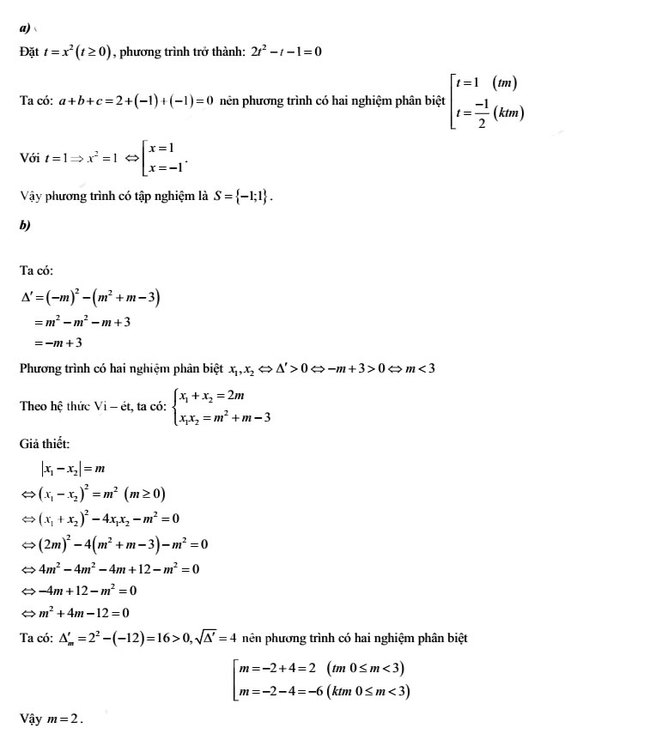 a)
Đặt t = x² (t ≥ 0), phương trình trở thành: 2t² − t − 1 = 0
Ta có: a + b + c = 2 + (−1) + (−1) = 0 nên phương trình có hai nghiệm phân biệt [t = 1 (tm)
t = −1/2 (ktm)
Với t = 1 ⇒ x² = 1 ⇔ [x = 1
x = −1.
Vậy phương trình có tập nghiệm là S = {−1;1}.
b)
Ta có:
Δ' = (−m)² − (m² + m − 3)
= m² − m² − m + 3
= −m + 3
Phương trình có hai nghiệm phân biệt x₁, x₂ ⇔ Δ' > 0 ⇔ −m + 3 > 0 ⇔ m < 3
Theo hệ thức Vi – ét, ta có: {x₁ + x₂ = 2m
x₁x₂ = m² + m − 3
Giả thiết:
|x₁ − x₂| = m
⇔ (x₁ − x₂)² = m² (m ≥ 0)
⇔ (x₁ + x₂)² − 4x₁x₂ − m² = 0
⇔ (2m)² − 4(m² + m − 3) − m² = 0
⇔ 4m² − 4m² − 4m + 12 − m² = 0
⇔ −4m + 12 − m² = 0
⇔ m² + 4m − 12 = 0
Ta có: Δ'ₘ = 2² − (−12) = 16 > 0, √Δ' = 4 nên phương trình có hai nghiệm phân biệt
[m = −2 + 4 = 2 (tm 0 ≤ m < 3)
m = −2 − 4 = −6 (ktm 0 ≤ m < 3)
Vậy m = 2.